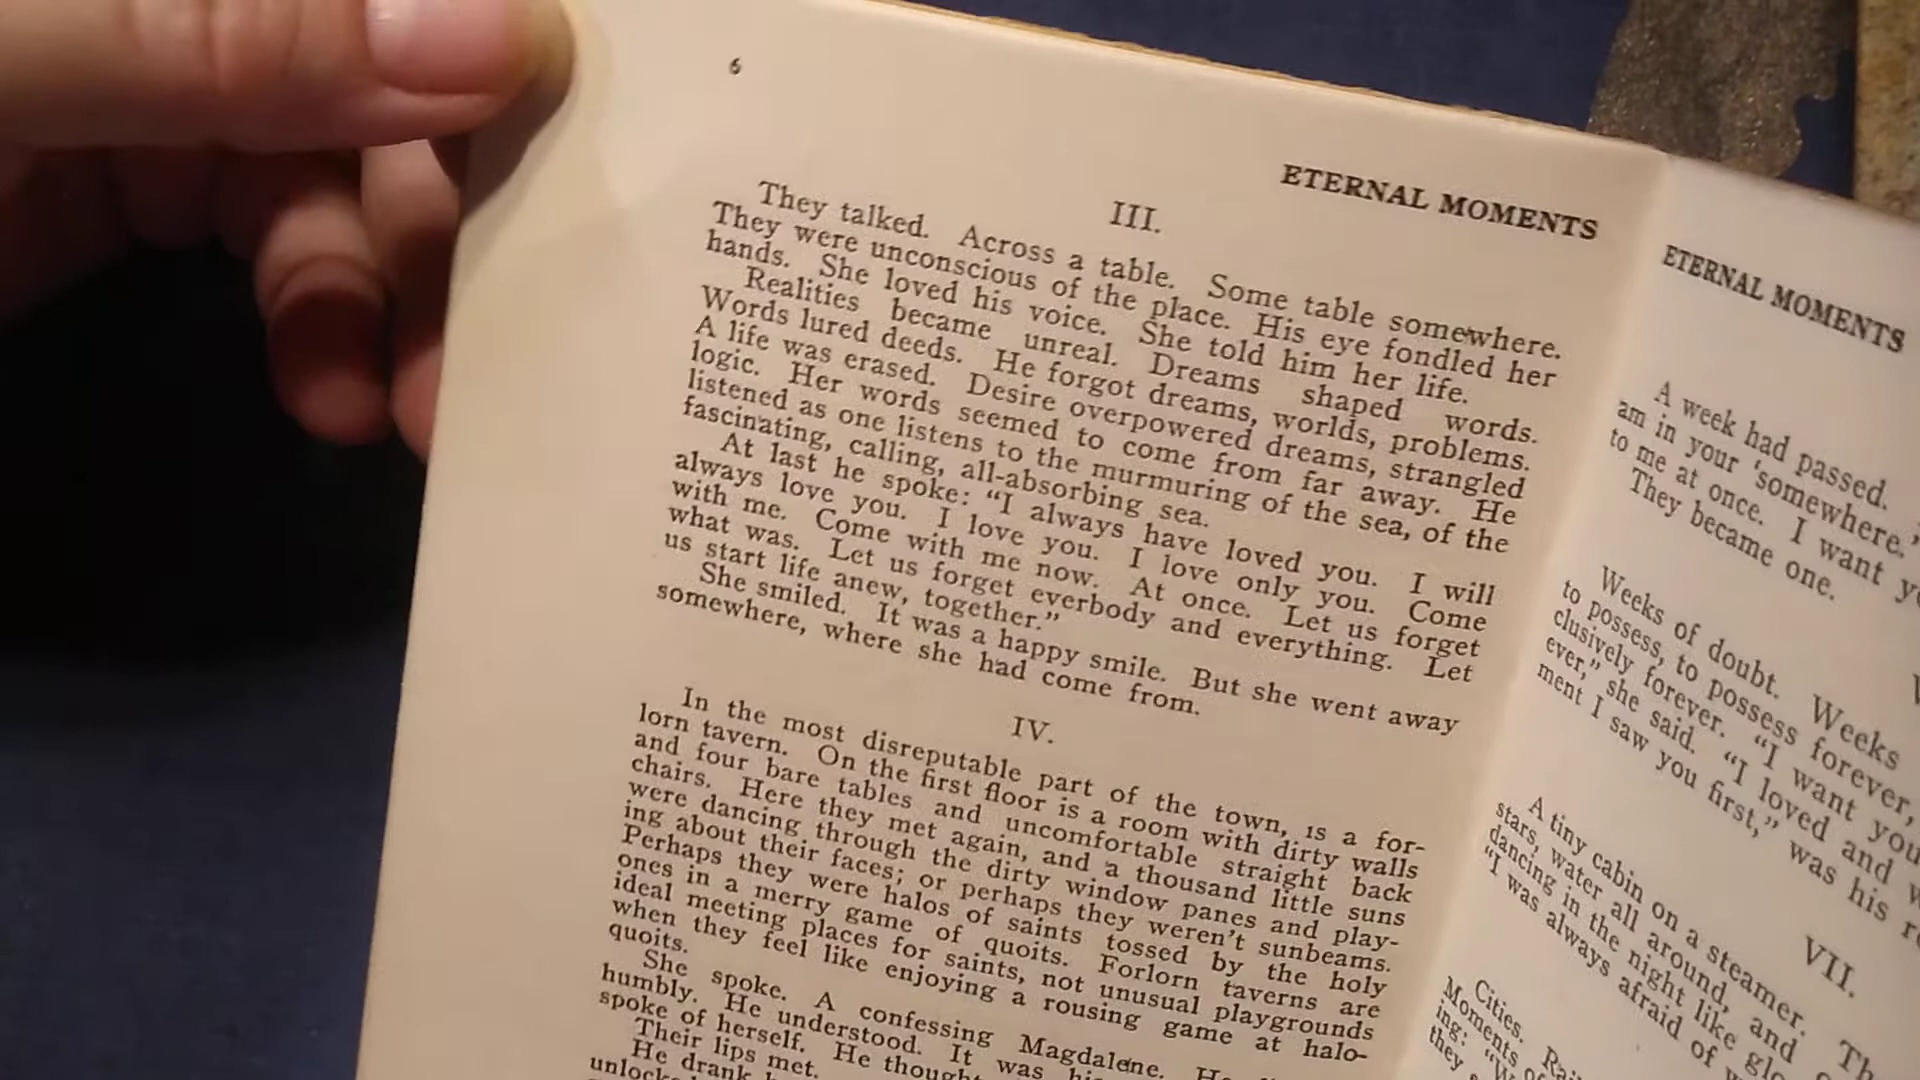 6
ETERNAL MOMENTS
III.
They talked. Across a table. Some table somewhere.
They were unconscious of the place. His eye fondled her
hands. She loved his voice. She told him her life.
Realities became unreal. Dreams shaped words.
Words lured deeds. He forgot dreams, worlds, problems.
A life was erased. Desire overpowered dreams, strangled
logic. Her words seemed to come from far away. He
listened as one listens to the murmuring of the sea, of the
fascinating, calling, all-absorbing sea.
At last he spoke: “I always have loved you. I will
always love you. I love you. I love only you. Come
with me. Come with me now. At once. Let us forget
what was. Let us forget everbody and everything. Let
us start life anew, together.”
She smiled. It was a happy smile. But she went away
somewhere, where she had come from.
IV.
In the most disreputable part of the town, is a for-
lorn tavern. On the first floor is a room with dirty walls
and four bare tables and uncomfortable straight back
chairs. Here they met again, and a thousand little suns
were dancing through the dirty window panes and play-
ing about their faces; or perhaps they weren't sunbeams.
Perhaps they were halos of saints tossed by the holy
ones in a merry game of quoits. Forlorn taverns are
ideal meeting places for saints, not unusual playgrounds
when they feel like enjoying a rousing game at halo-
quoits.
She spoke. A confessing Magdalene.
humbly. He understood. It was
spoke of herself. He thought
Their lips met.
He drank
ETERNAL MOMENTS
A week had passed.
am in your ‘somewhere.’
to me at once. I want
They became one.
Weeks of doubt. Weeks
to possess, to possess forever,
clusively forever. “I want you
ever,” she said. “I loved and
ment I saw you first,” was his
VII.
A tiny cabin on a steamer.
stars, water all around, and
dancing in the night like
“I was always afraid of
Cities.
Moments of
ing:
they